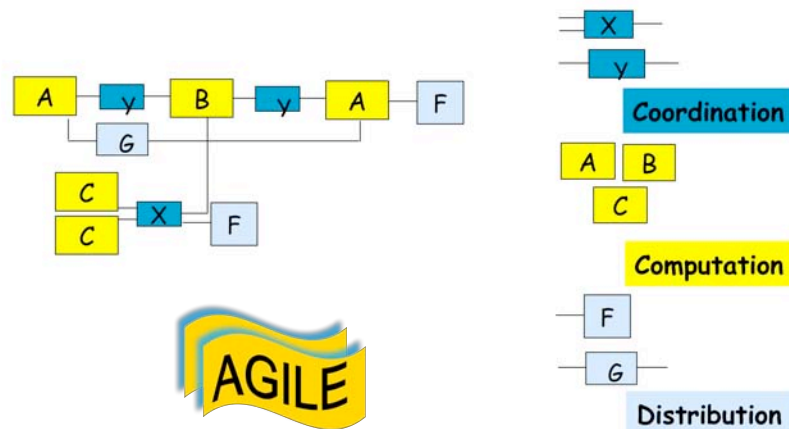 A y B y A F
G
C
C
X
F
AGILE
X
y
Coordination
A B
C
Computation
F
G
Distribution